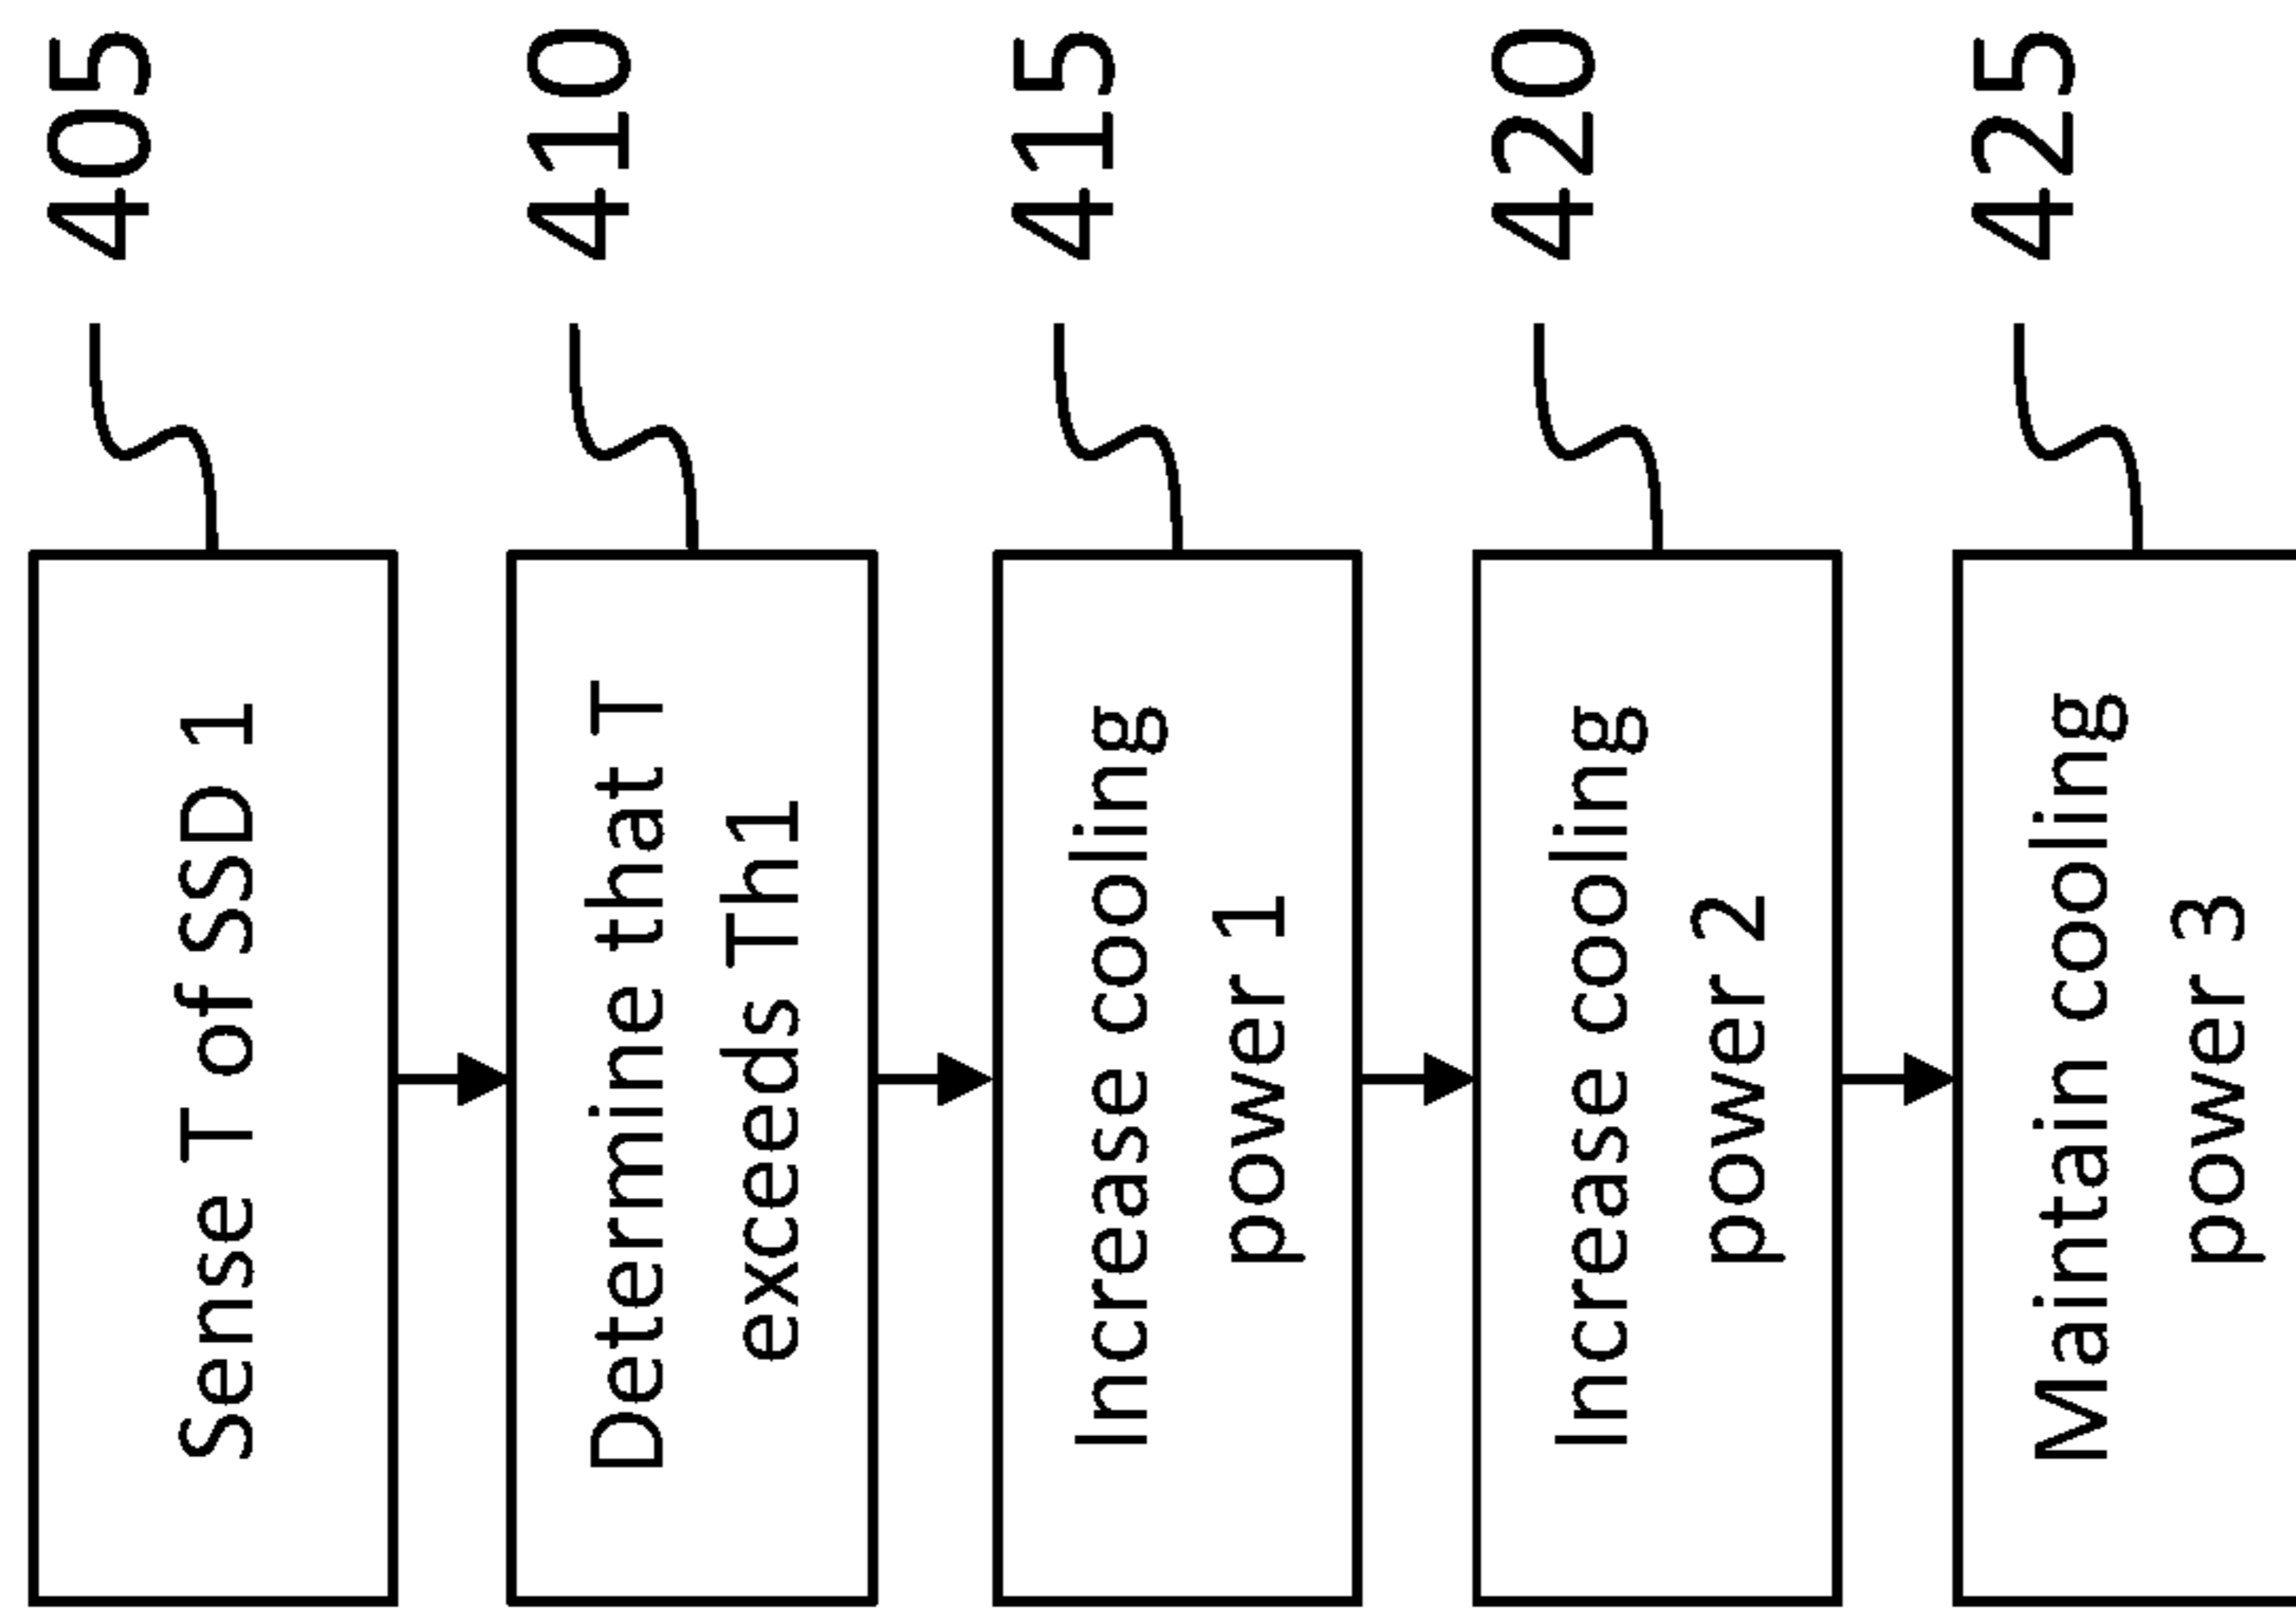 Sense T of SSD 1
405
Determine that T
exceeds Th1
410
Increase cooling
power 1
415
Increase cooling
power 2
420
Maintain cooling
power 3
425